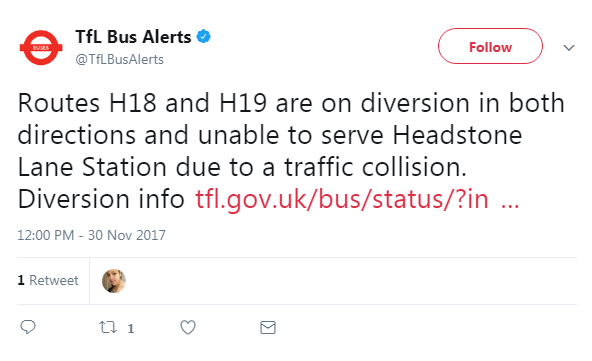 TfL Bus Alerts
@TfLBusAlerts
BUSES
Follow
Routes H18 and H19 are on diversion in both
directions and unable to serve Headstone
Lane Station due to a traffic collision.
Diversion info tfl.gov.uk/bus/status/?in ...
12:00 PM - 30 Nov 2017
1 Retweet
1